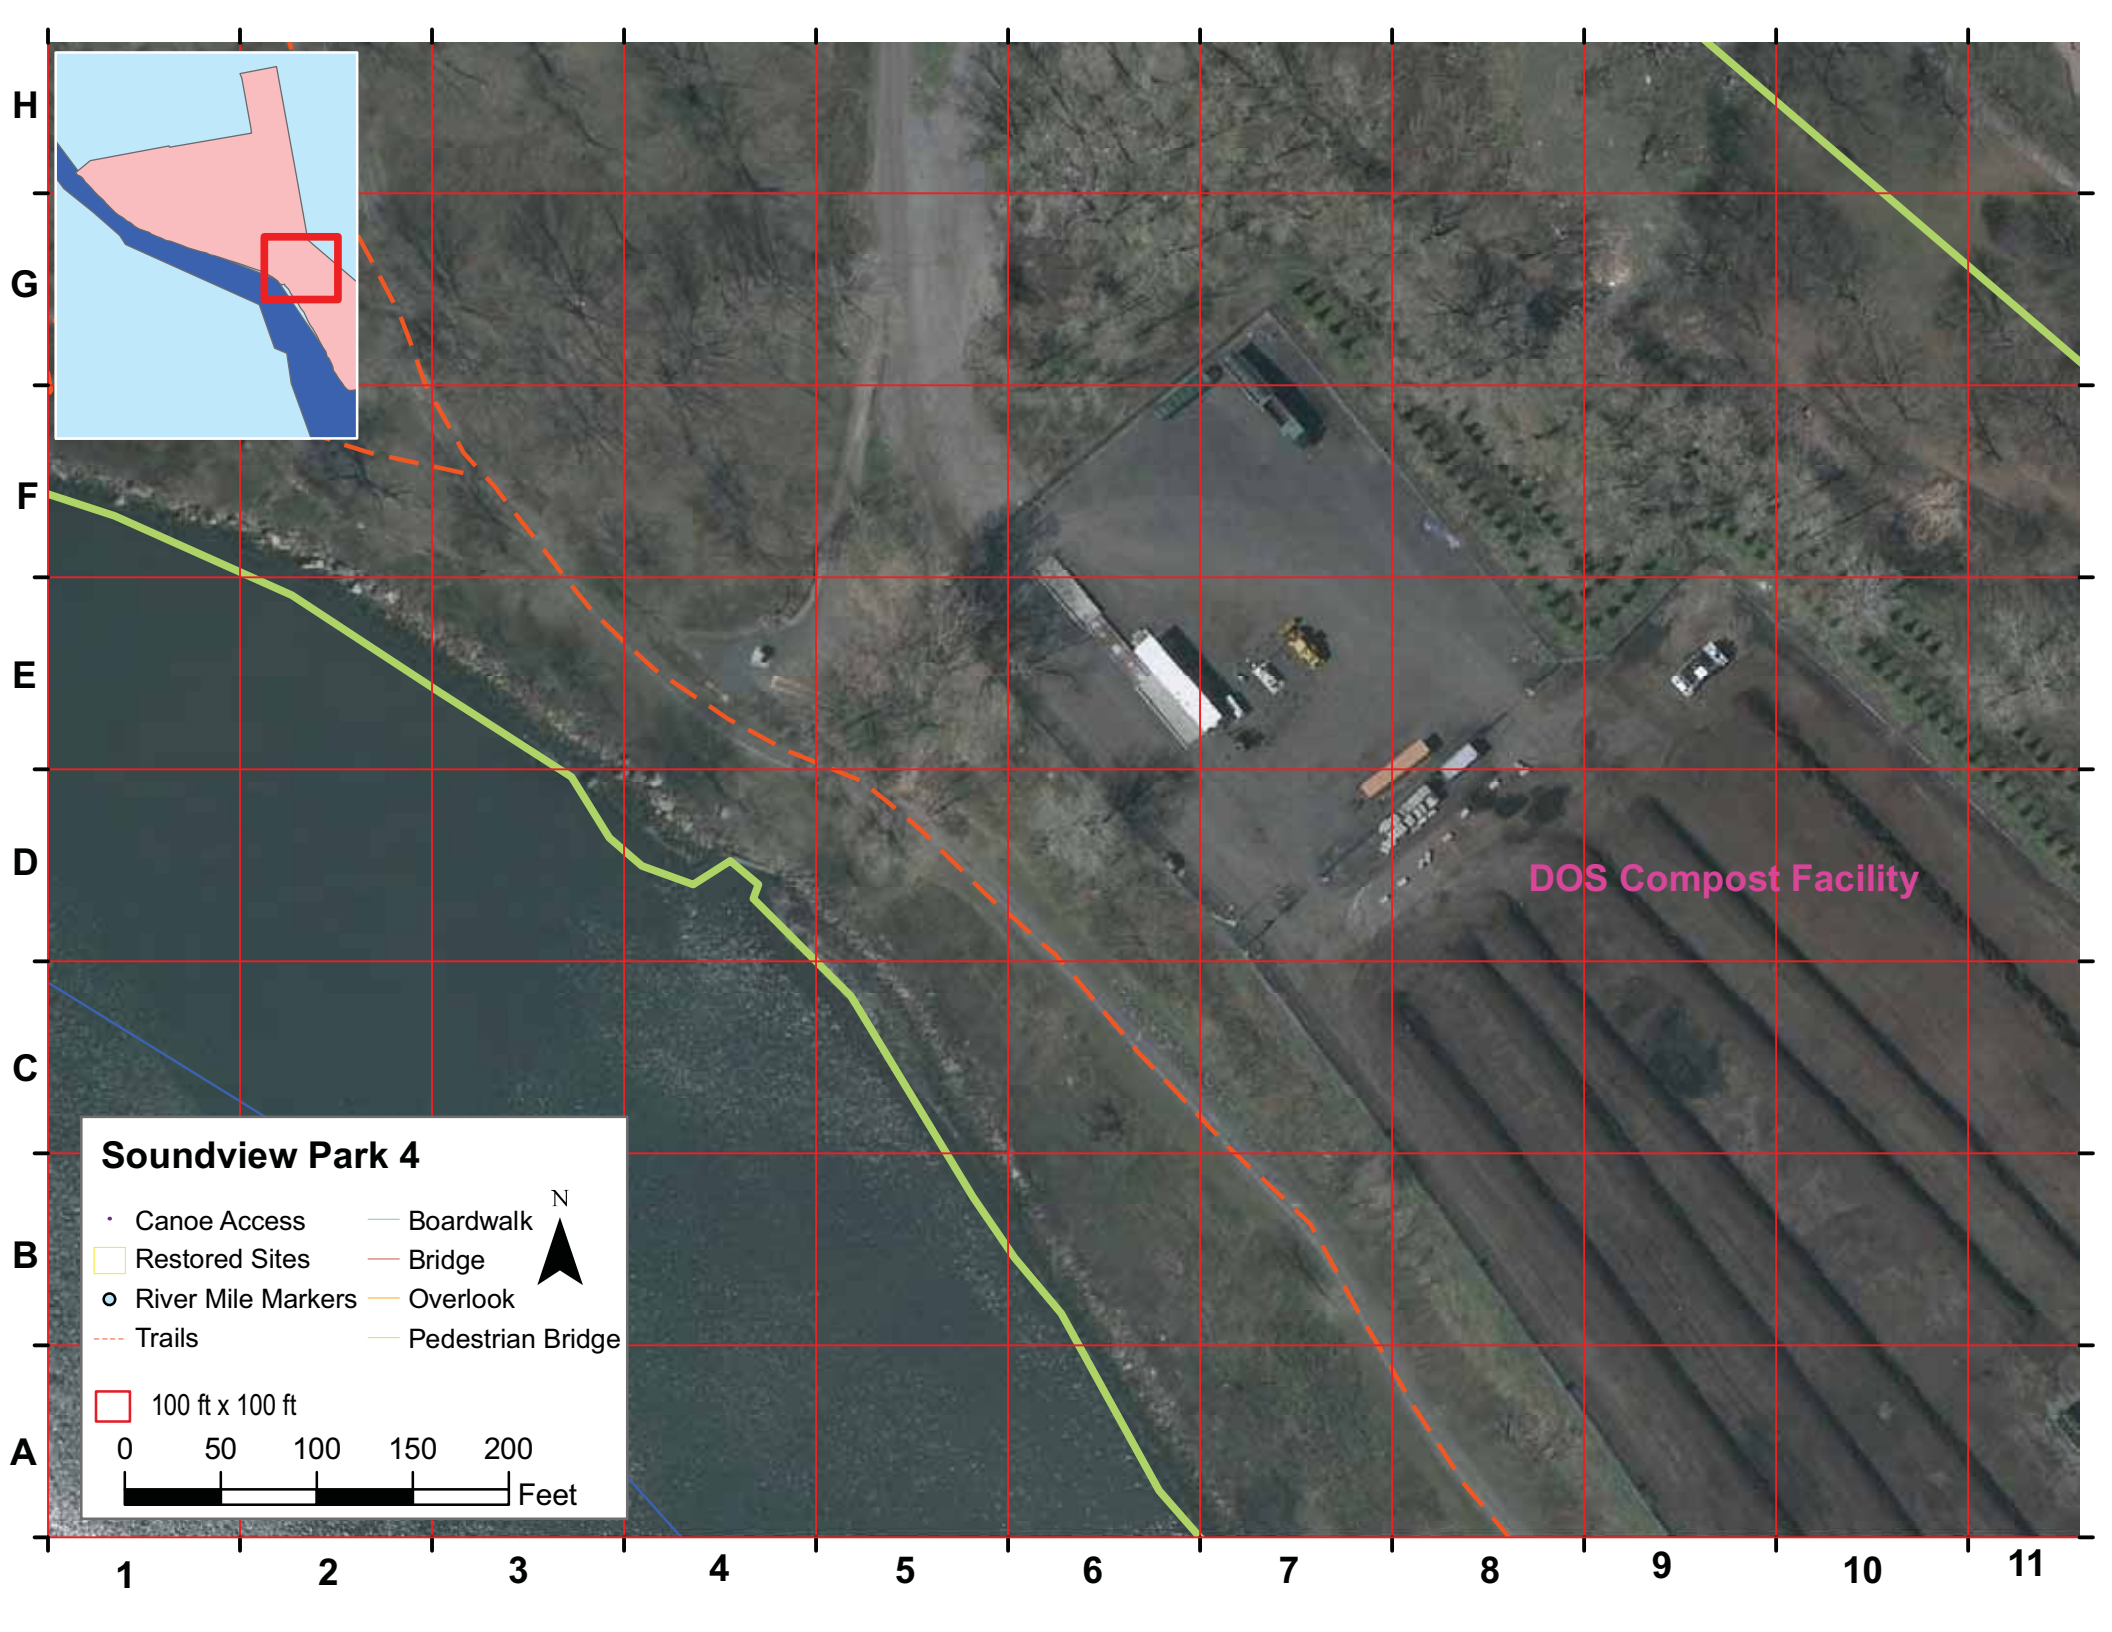 H
G
F
E
D
C
B
A
DOS Compost Facility
Soundview Park 4
Canoe Access
Restored Sites
River Mile Markers
Trails
Boardwalk
Bridge
Overlook
Pedestrian Bridge
N
100 ft x 100 ft
0 50 100 150 200
Feet
1 2 3 4 5 6 7 8 9 10 11